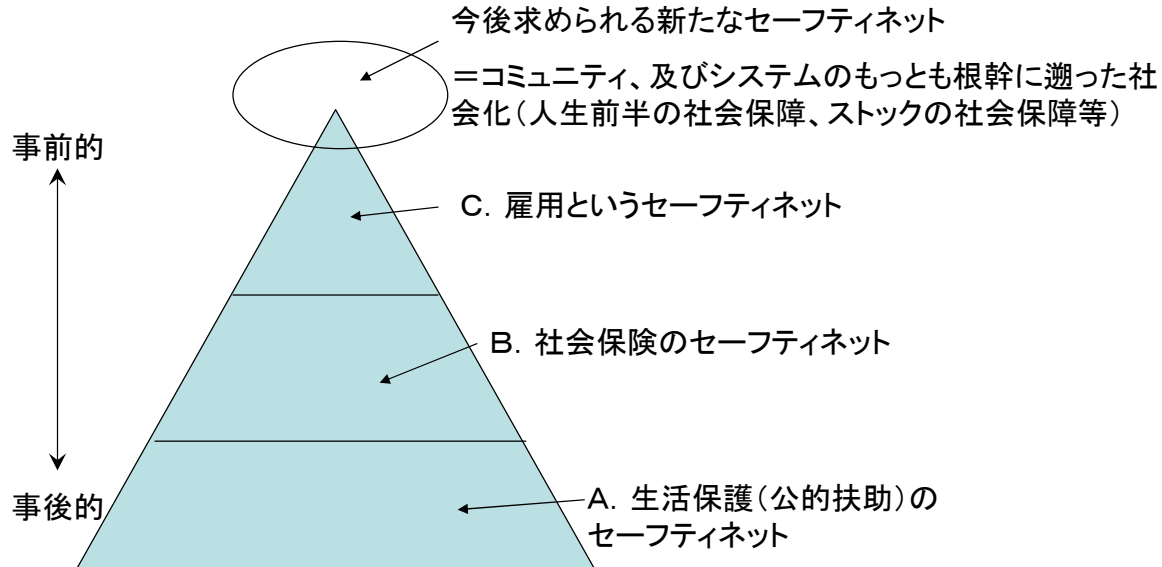 今後求められる新たなセーフティネット
＝コミュニティ、及びシステムのもっとも根幹に遡った社
会化（人生前半の社会保障、ストックの社会保障等）
事前的
Ｃ．雇用というセーフティネット
Ｂ．社会保険のセーフティネット
事後的
Ａ．生活保護（公的扶助）の
セーフティネット